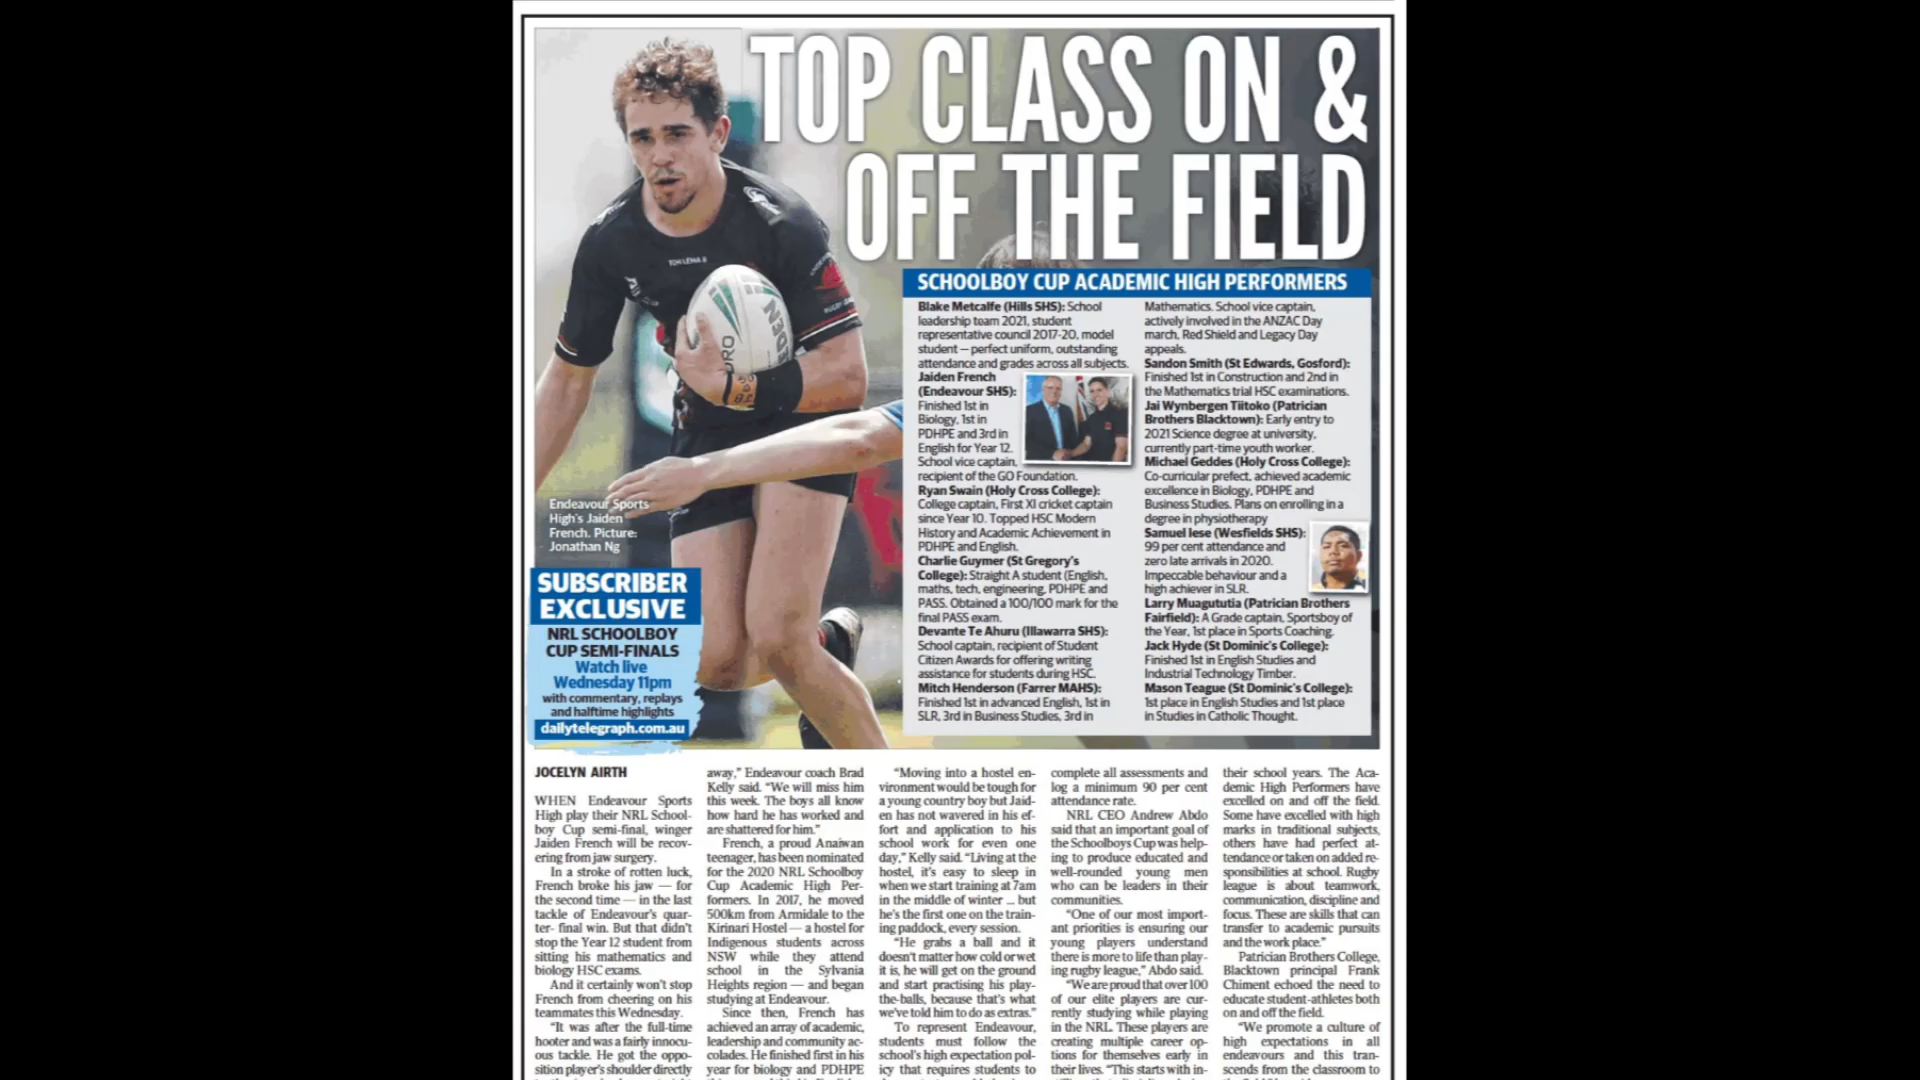 TOP CLASS ON &
OFF THE FIELD
SCHOOLBOY CUP ACADEMIC HIGH PERFORMERS
Blake Metcalfe (Hills SHS): School
leadership team 2021, student
representative council 2017-20, model
student – perfect uniform, outstanding
attendance and grades across all subjects.
Jaiden French
(Endeavour SHS):
Finished 1st in
Biology, 1st in
PDHPE and 3rd in
English for Year 12.
School vice captain,
recipient of the GO Foundation.
Ryan Swain (Holy Cross College):
College captain, First XI cricket captain
since Year 10. Topped HSC Modern
History and Academic Achievement in
PDHPE and English.
Charlie Guymer (St Gregory's
College): Straight A student (English,
maths, tech, engineering, PDHPE and
PASS. Obtained a 100/100 mark for the
final PASS exam.
Devante Te Ahuru (Illawarra SHS):
School captain, recipient of Student
Citizen Awards for offering writing
assistance for students during HSC.
Mitch Henderson (Farrer MAHS):
Finished 1st in advanced English, 1st in
SLR, 3rd in Business Studies, 3rd in
Mathematics. School vice captain,
actively involved in the ANZAC Day
march, Red Shield and Legacy Day
appeals.
Sandon Smith (St Edwards, Gosford):
Finished 1st in Construction and 2nd in
the Mathematics trial HSC examinations.
Jai Wynbergen Tiitoko (Patrician
Brothers Blacktown): Early entry to
2021 Science degree at university,
currently part-time youth worker.
Michael Geddes (Holy Cross College):
Co-curricular prefect, achieved academic
excellence in Biology, PDHPE and
Business Studies. Plans on enrolling in a
degree in physiotherapy
Samuel Iese (Wesfields SHS):
99 per cent attendance and
zero late arrivals in 2020.
Impeccable behaviour and a
high achiever in SLR.
Larry Muagututia (Patrician Brothers
Fairfield): A Grade captain, Sportsboy of
the Year, 1st place in Sports Coaching.
Jack Hyde (St Dominic's College):
Finished 1st in English Studies and
Industrial Technology Timber.
Mason Teague (St Dominic's College):
1st place in English Studies and 1st place
in Studies in Catholic Thought.
Endeavour Sports
High's Jaiden
French. Picture:
Jonathan Ng
SUBSCRIBER
EXCLUSIVE
NRL SCHOOLBOY
CUP SEMI-FINALS
Watch live
Wednesday 11pm
with commentary, replays
and halftime highlights
dailytelegraph.com.au
JOCELYN AIRTH
WHEN Endeavour Sports
High play their NRL School-
boy Cup semi-final, winger
Jaiden French will be recov-
ering from jaw surgery.
In a stroke of rotten luck,
French broke his jaw — for
the second time — in the last
tackle of Endeavour's quar-
ter- final win. But that didn't
stop the Year 12 student from
sitting his mathematics and
biology HSC exams.
And it certainly won't stop
French from cheering on his
teammates this Wednesday.
"It was after the full-time
hooter and was a fairly innocu-
ous tackle. He got the oppo-
sition player's shoulder directly
away," Endeavour coach Brad
Kelly said. "We will miss him
this week. The boys all know
how hard he has worked and
are shattered for him."
French, a proud Anaiwan
teenager, has been nominated
for the 2020 NRL Schoolboy
Cup Academic High Per-
formers. In 2017, he moved
500km from Armidale to the
Kirinari Hostel — a hostel for
Indigenous students across
NSW while they attend
school in the Sylvania
Heights region — and began
studying at Endeavour.
Since then, French has
achieved an array of academic,
leadership and community ac-
colades. He finished first in his
year for biology and PDHPE
"Moving into a hostel en-
vironment would be tough for
a young country boy but Jaid-
en has not wavered in his ef-
fort and application to his
school work for even one
day," Kelly said. "Living at the
hostel, it's easy to sleep in
when we start training at 7am
in the middle of winter ... but
he's the first one on the train-
ing paddock, every session.
"He grabs a ball and it
doesn't matter how cold or wet
it is, he will get on the ground
and start practising his play-
the-balls, because that's what
we've told him to do as extras."
To represent Endeavour,
students must follow the
school's high expectation pol-
icy that requires students to
complete all assessments and
log a minimum 90 per cent
attendance rate.
NRL CEO Andrew Abdo
said that an important goal of
the Schoolboys Cup was help-
ing to produce educated and
well-rounded young men
who can be leaders in their
communities.
"One of our most import-
ant priorities is ensuring our
young players understand
there is more to life than play-
ing rugby league," Abdo said.
"We are proud that over 100
of our elite players are cur-
rently studying while playing
in the NRL. These players are
creating multiple career op-
tions for themselves early in
their lives. "This starts with in-
their school years. The Aca-
demic High Performers have
excelled on and off the field.
Some have excelled with high
marks in traditional subjects,
others have had perfect at-
tendance or taken on added re-
sponsibilities at school. Rugby
league is about teamwork,
communication, discipline and
focus. These are skills that can
transfer to academic pursuits
and the work place."
Patrician Brothers College,
Blacktown principal Frank
Chiment echoed the need to
educate student-athletes both
on and off the field.
"We promote a culture of
high expectations in all
endeavours and this tran-
scends from the classroom to